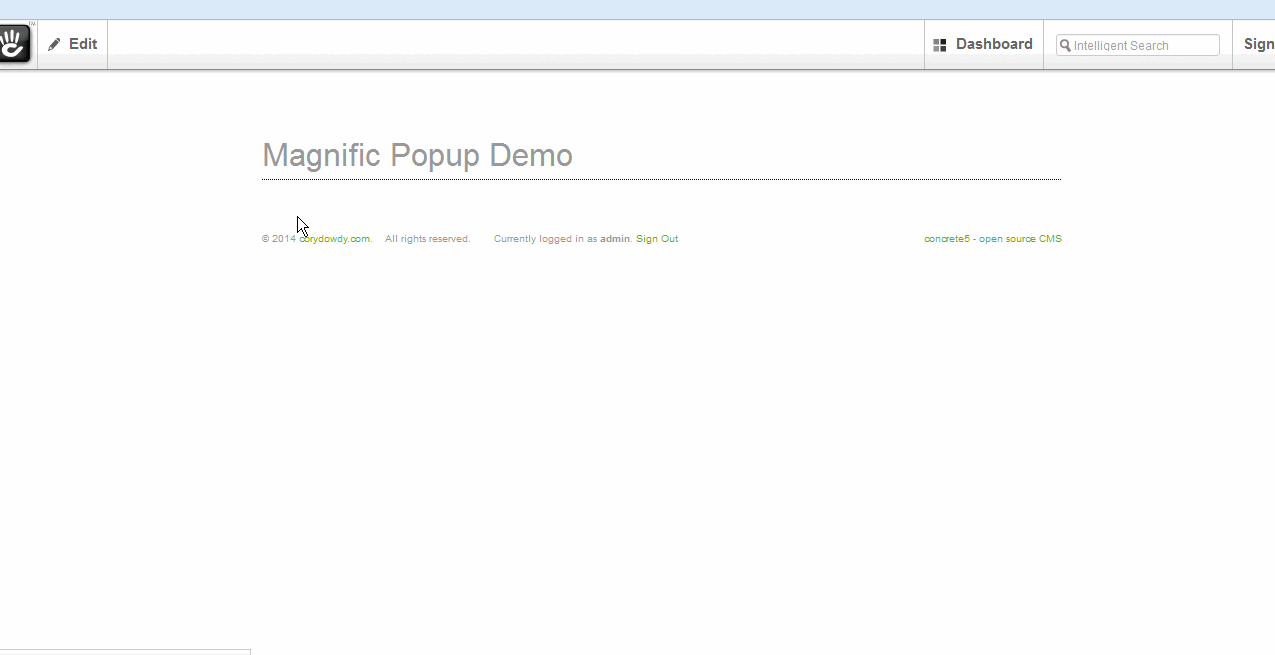 TM Edit Dashboard Intelligent Search Sign
Magnific Popup Demo
© 2014 corydowdy.com. All rights reserved. Currently logged in as admin. Sign Out concrete5 - open source CMS